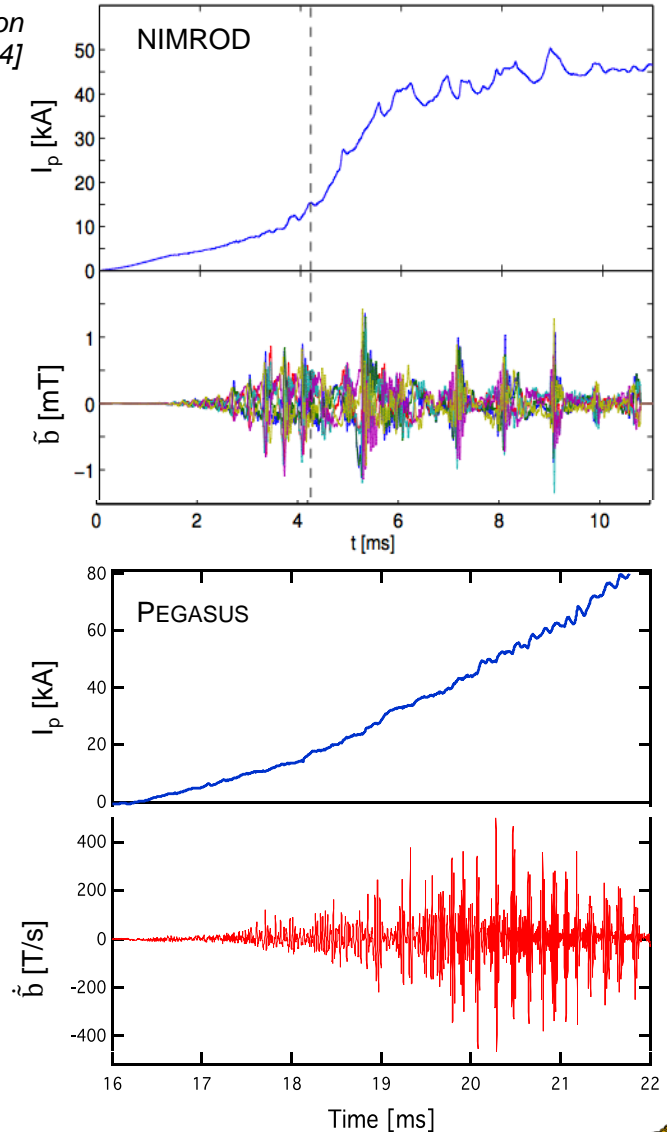 on
4]
NIMROD
50
40
30
20
10
0
I_p [kA]
1
0
−1
b̃ [mT]
0 2 4 6 8 10
t [ms]
PEGASUS
80
60
40
20
0
I_p [kA]
400
200
0
-200
-400
ḃ̃ [T/s]
16 17 18 19 20 21 22
Time [ms]